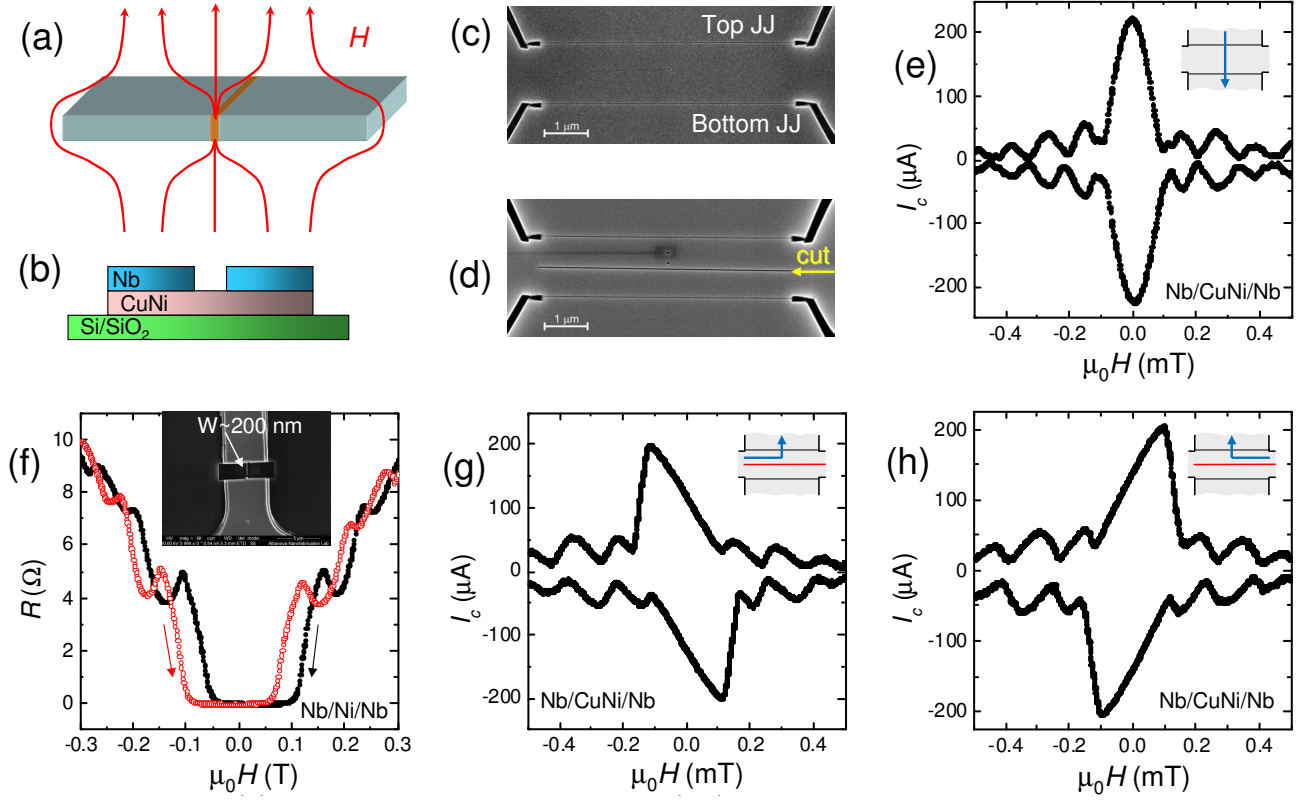 (a)
H
(b)
Nb
CuNi
Si/SiO2
(c)
Top JJ
Bottom JJ
1 µm
(d)
cut
1 µm
(e)
200
100
0
-100
-200
Ic (µA)
-0.4 -0.2 0.0 0.2 0.4
µ0H (mT)
Nb/CuNi/Nb
(f)
W~200 nm
10
8
6
4
2
0
R (Ω)
-0.3 -0.2 -0.1 0.0 0.1 0.2 0.3
µ0H (T)
Nb/Ni/Nb
(g)
200
100
0
-100
-200
Ic (µA)
-0.4 -0.2 0.0 0.2 0.4
µ0H (mT)
Nb/CuNi/Nb
(h)
200
100
0
-100
-200
Ic (µA)
-0.4 -0.2 0.0 0.2 0.4
µ0H (mT)
Nb/CuNi/Nb